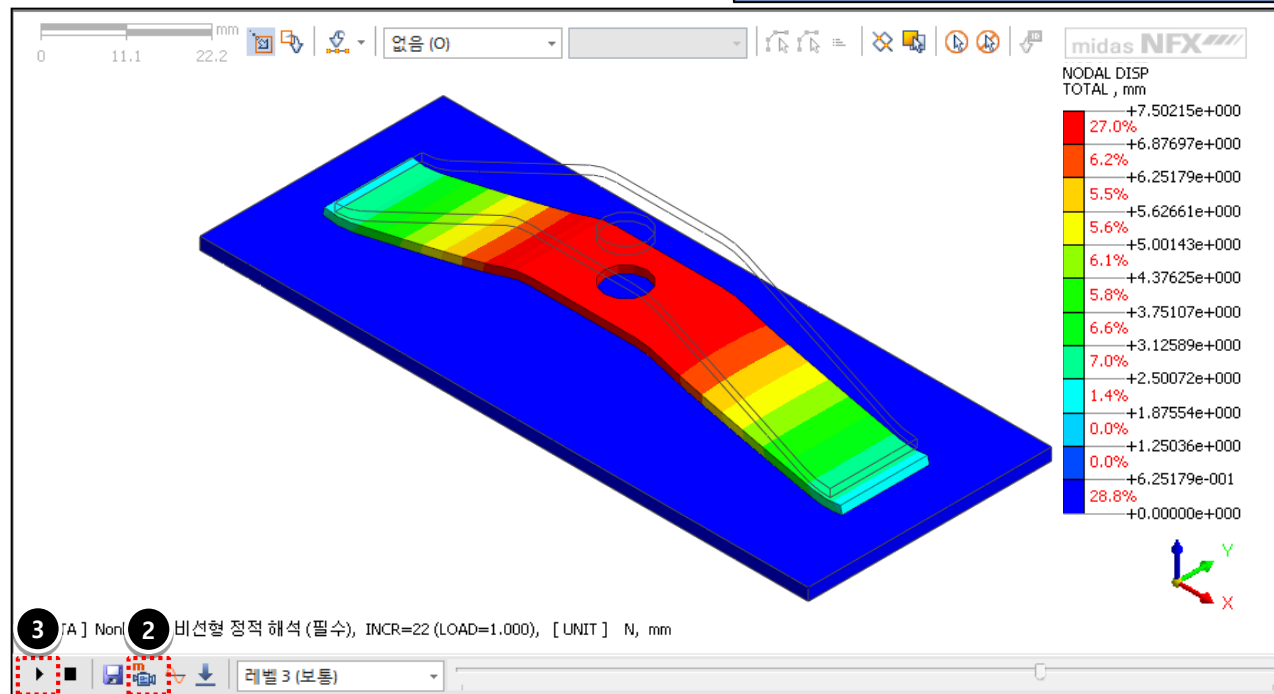 mm
0 11.1 22.2
없음 (0)
midas NFX
NODAL DISP
TOTAL , mm
+7.50215e+000
27.0%
+6.87697e+000
6.2%
+6.25179e+000
5.5%
+5.62661e+000
5.6%
+5.00143e+000
6.1%
+4.37625e+000
5.8%
+3.75107e+000
6.6%
+3.12589e+000
7.0%
+2.50072e+000
1.4%
+1.87554e+000
0.0%
+1.25036e+000
0.0%
+6.25179e-001
28.8%
+0.00000e+000
Y
X
3 TA ] Nonl 2 비선형 정적 해석 (필수), INCR=22 (LOAD=1.000), [ UNIT ] N, mm
레벨 3 (보통)